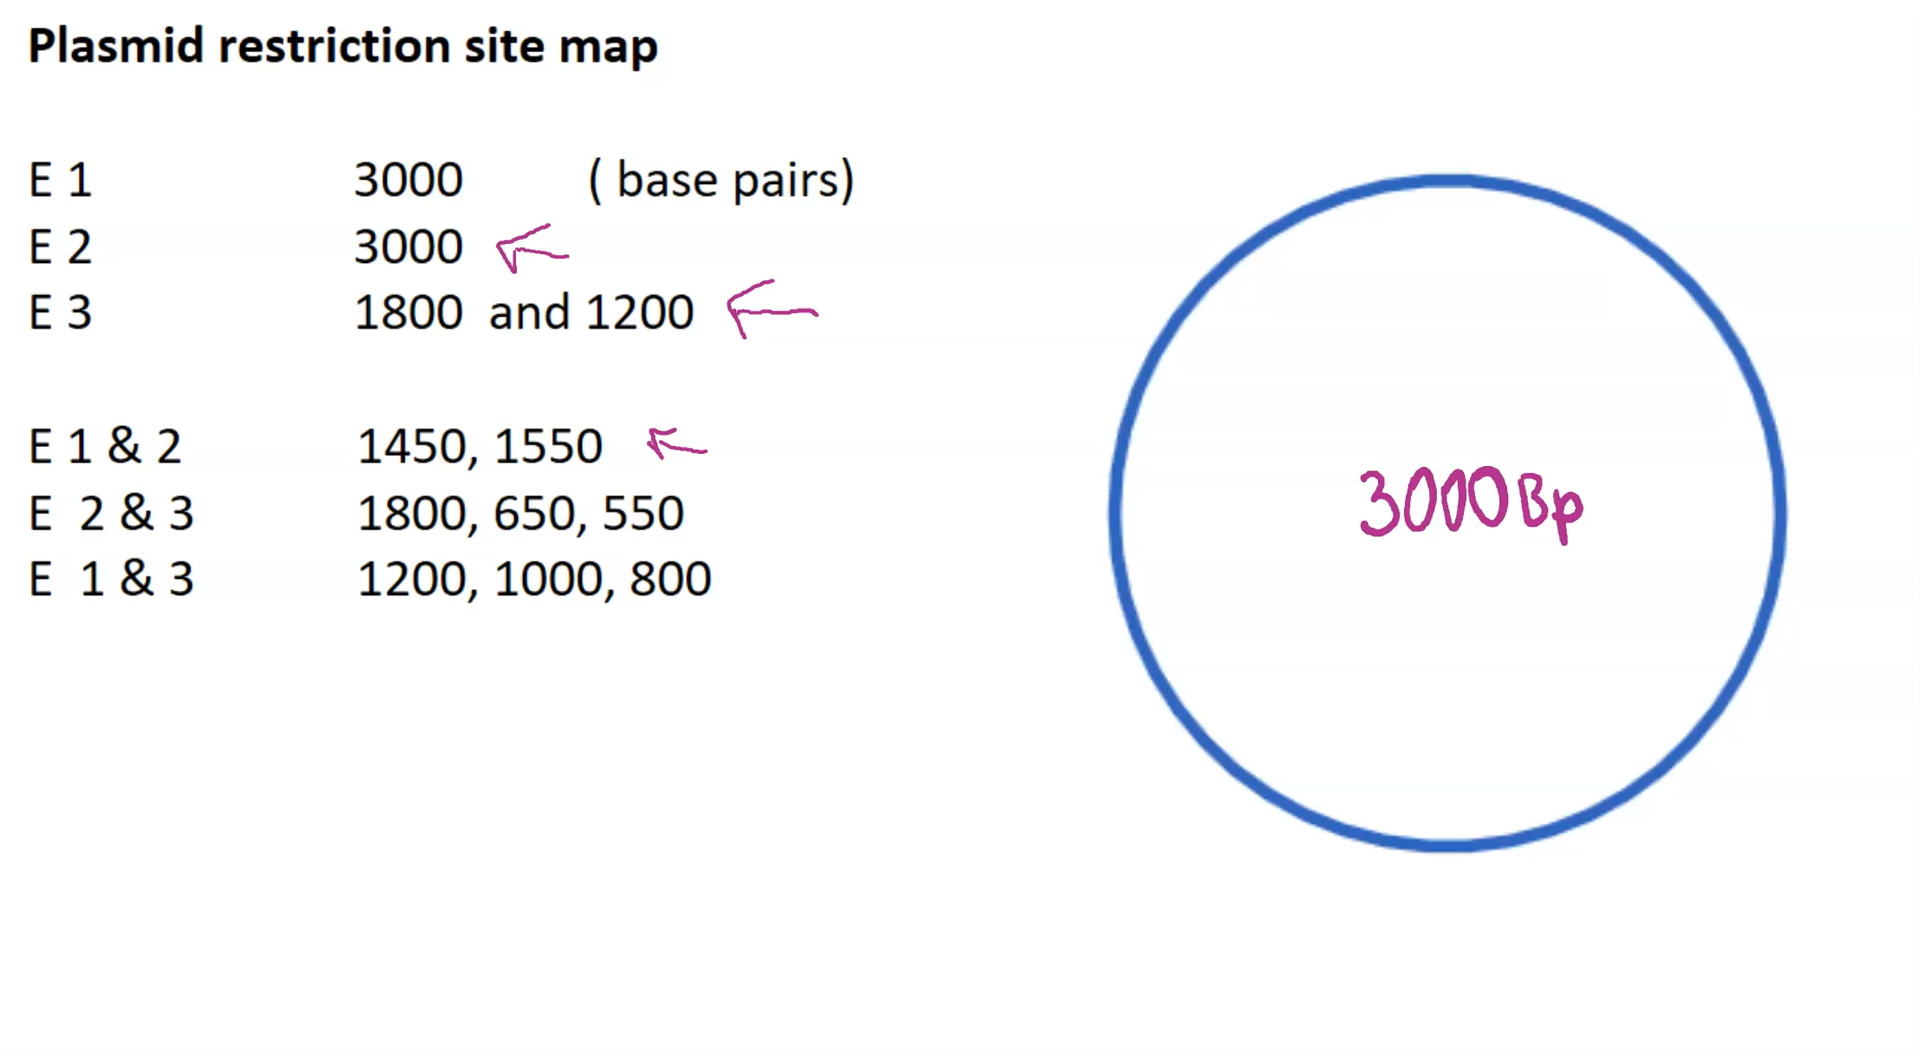 Plasmid restriction site map
E 1 3000 ( base pairs)
E 2 3000
E 3 1800 and 1200
E 1 & 2 1450, 1550
E 2 & 3 1800, 650, 550
E 1 & 3 1200, 1000, 800
3000 Bp